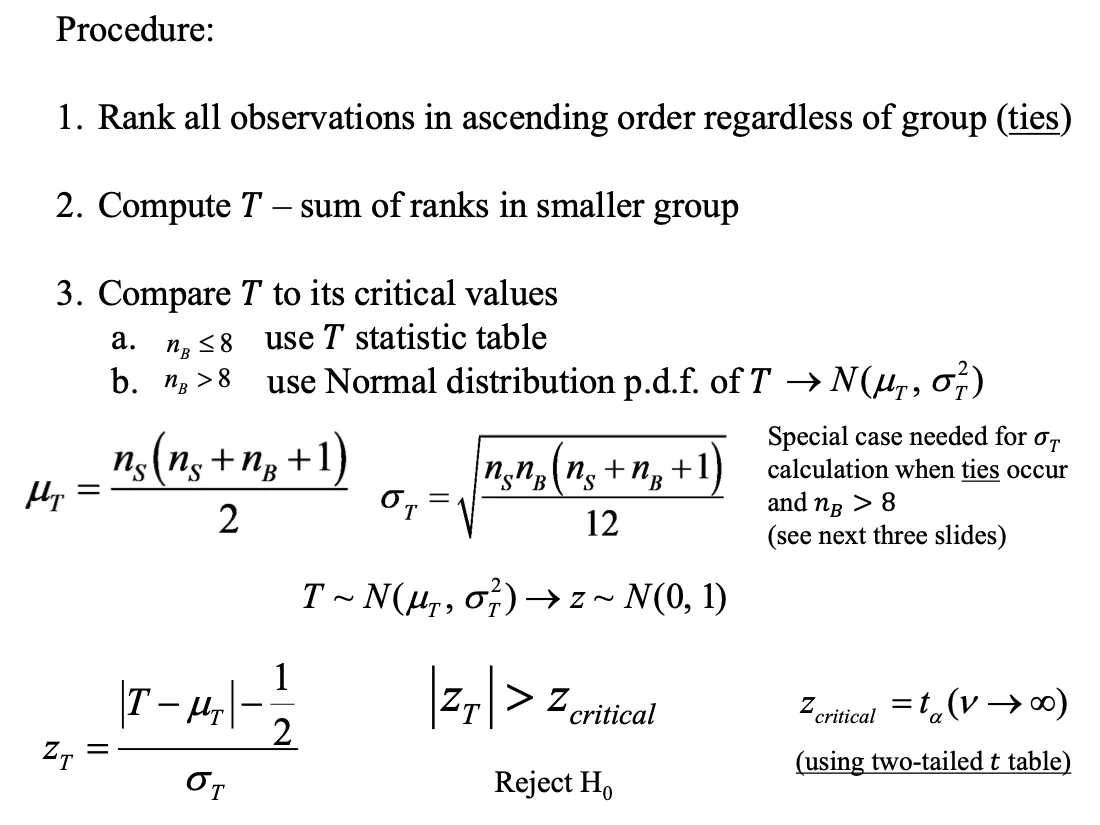 Procedure:
1. Rank all observations in ascending order regardless of group (ties)
2. Compute T – sum of ranks in smaller group
3. Compare T to its critical values
a. n_B ≤ 8 use T statistic table
b. n_B > 8 use Normal distribution p.d.f. of T → N(μ_T, σ_T^2)
μ_T = n_S(n_S + n_B + 1) / 2
σ_T = √(n_S n_B(n_S + n_B + 1) / 12)
Special case needed for σ_T
calculation when ties occur
and n_B > 8
(see next three slides)
T ~ N(μ_T, σ_T^2) → z ~ N(0, 1)
z_T = (|T − μ_T| − 1/2) / σ_T
|z_T| > z_critical
Reject H₀
z_critical = t_α(ν → ∞)
(using two-tailed t table)